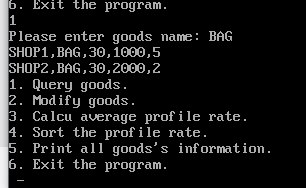 6. Exit the program.
1
Please enter goods name: BAG
SHOP1,BAG,30,1000,5
SHOP2,BAG,30,2000,2
1. Query goods.
2. Modify goods.
3. Calcu average profile rate.
4. Sort the profile rate.
5. Print all goods's information.
6. Exit the program.
_